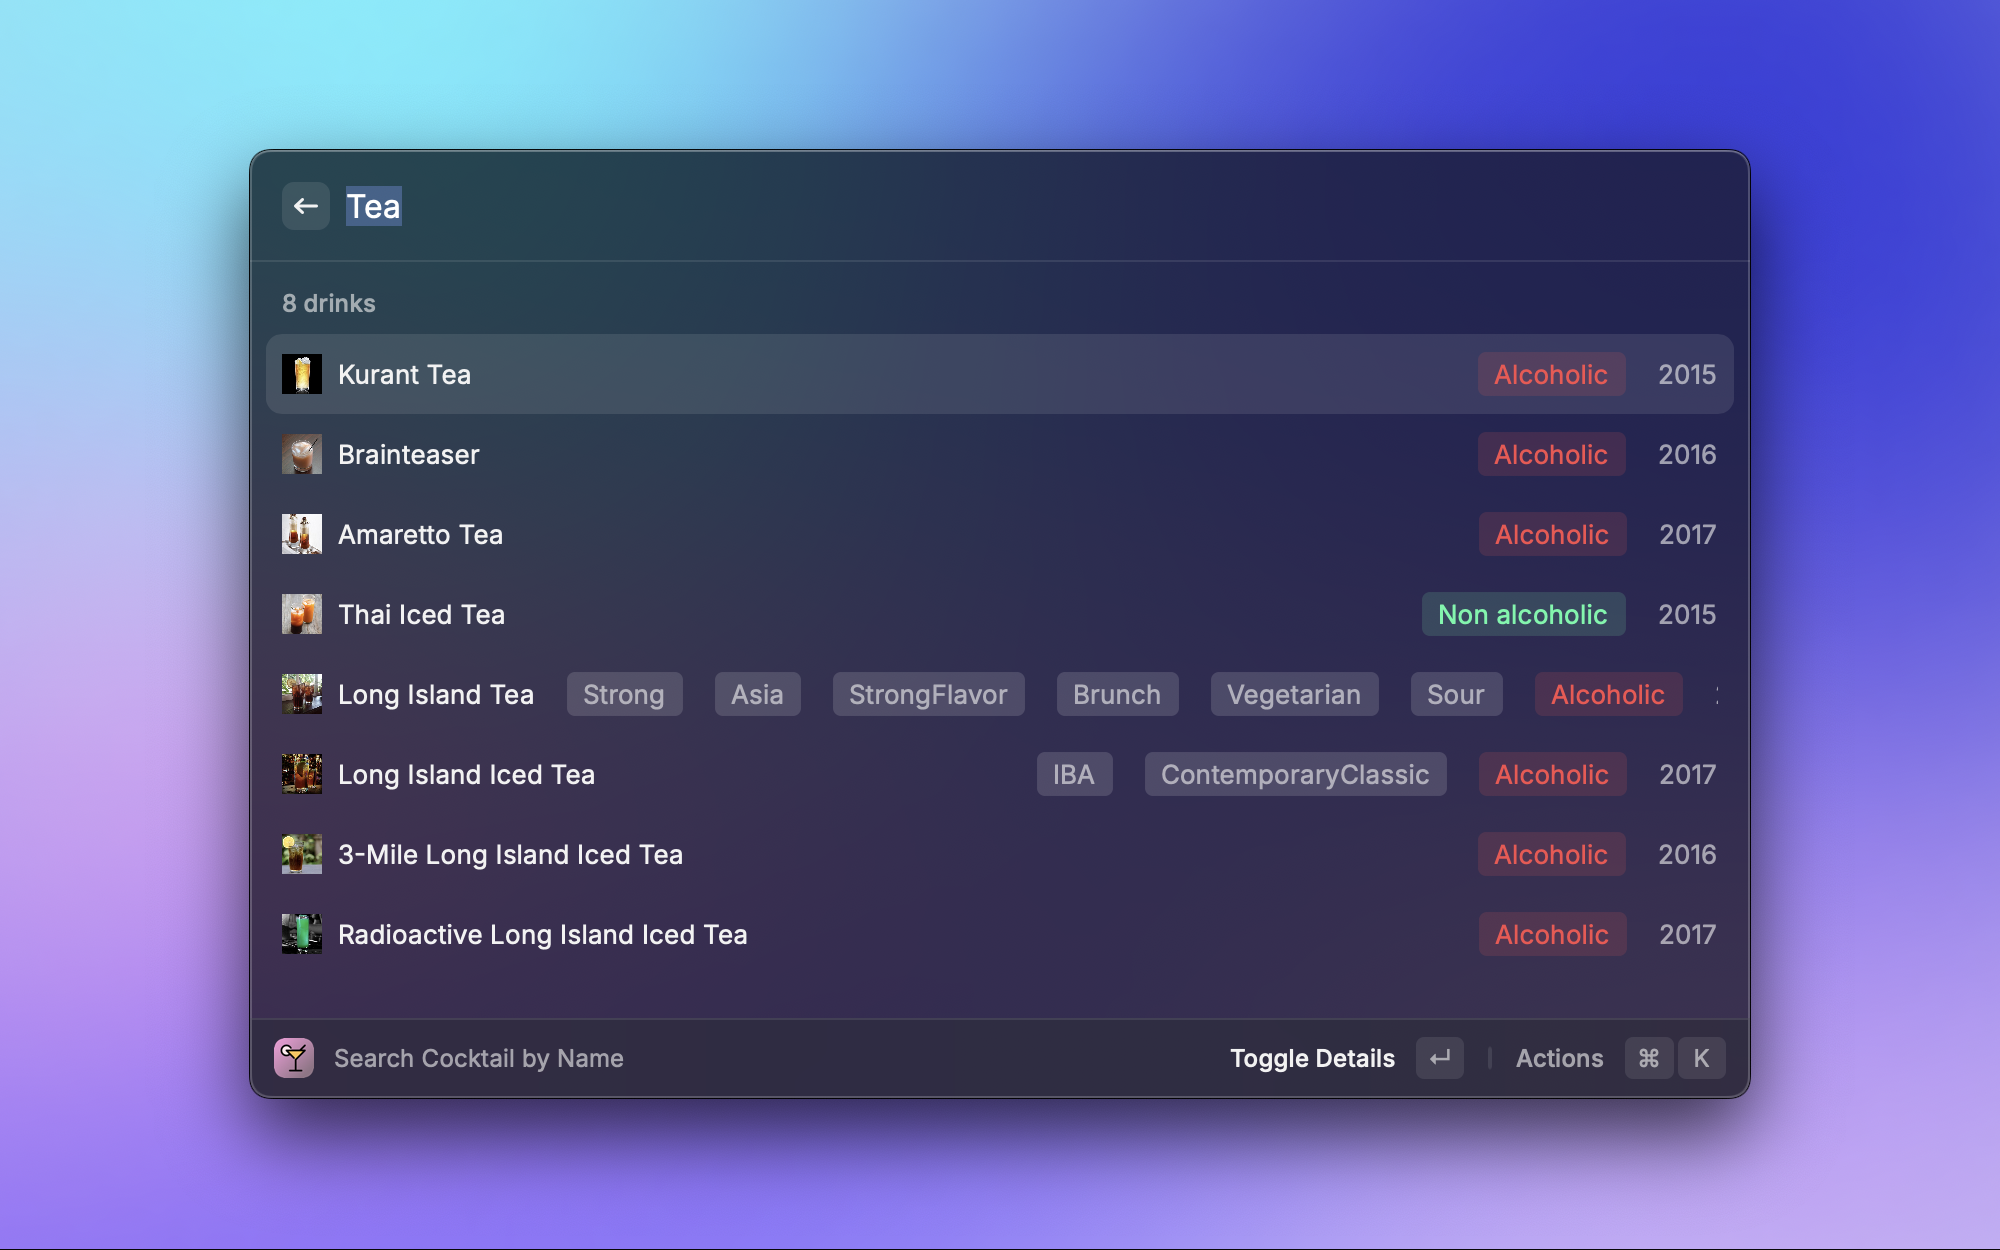 Tea
8 drinks
Kurant Tea Alcoholic 2015
Brainteaser Alcoholic 2016
Amaretto Tea Alcoholic 2017
Thai Iced Tea Non alcoholic 2015
Long Island Tea Strong Asia StrongFlavor Brunch Vegetarian Sour Alcoholic
Long Island Iced Tea IBA ContemporaryClassic Alcoholic 2017
3-Mile Long Island Iced Tea Alcoholic 2016
Radioactive Long Island Iced Tea Alcoholic 2017
Search Cocktail by Name Toggle Details ↵ Actions ⌘ K